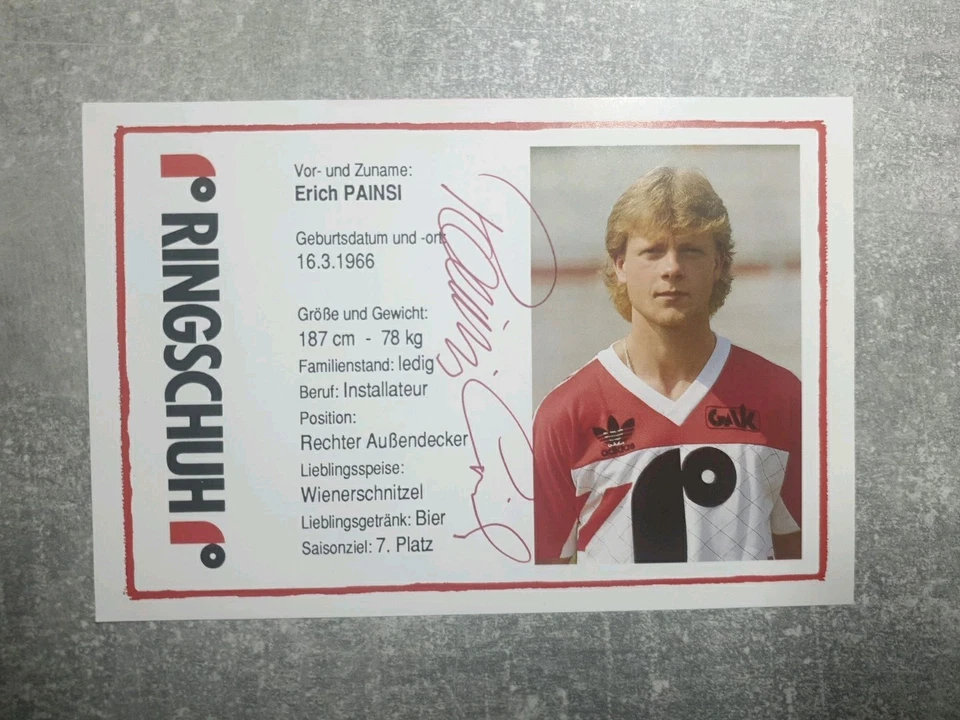 RINGSCHUH
Vor- und Zuname:
Erich PAINSI
Geburtsdatum und -ort:
16.3.1966
Größe und Gewicht:
187 cm - 78 kg
Familienstand: ledig
Beruf: Installateur
Position:
Rechter Außendecker
Lieblingsspeise:
Wienerschnitzel
Lieblingsgetränk: Bier
Saisonziel: 7. Platz
adidas